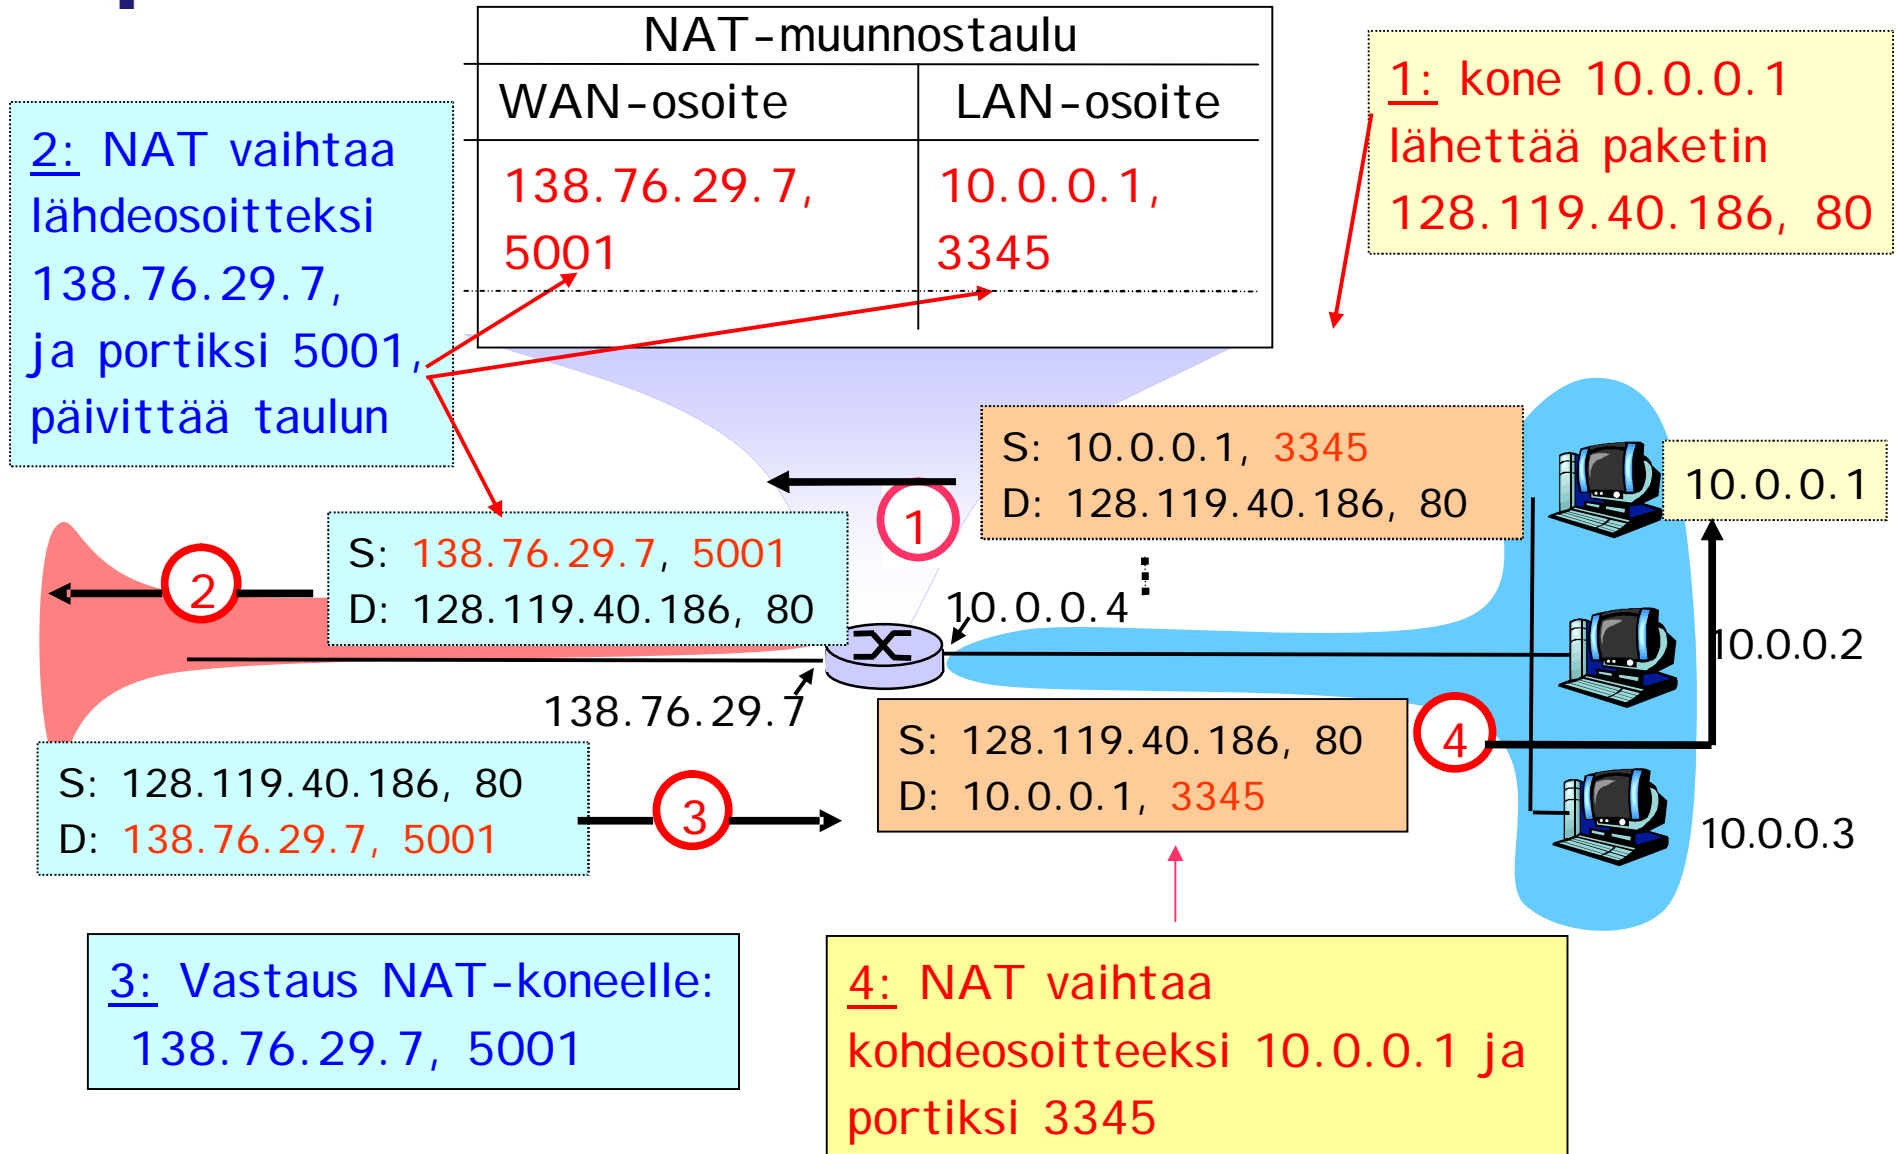 NAT-muunnostaulu
WAN-osoite LAN-osoite
138.76.29.7, 10.0.0.1,
5001 3345
1: kone 10.0.0.1
lähettää paketin
128.119.40.186, 80
2: NAT vaihtaa
lähdeosoitteksi
138.76.29.7,
ja portiksi 5001,
päivittää taulun
S: 10.0.0.1, 3345
D: 128.119.40.186, 80
1
10.0.0.1
S: 138.76.29.7, 5001
D: 128.119.40.186, 80
2
10.0.0.4
10.0.0.2
138.76.29.7
S: 128.119.40.186, 80
D: 10.0.0.1, 3345
4
S: 128.119.40.186, 80
D: 138.76.29.7, 5001
3
10.0.0.3
3: Vastaus NAT-koneelle:
138.76.29.7, 5001
4: NAT vaihtaa
kohdeosoitteeksi 10.0.0.1 ja
portiksi 3345